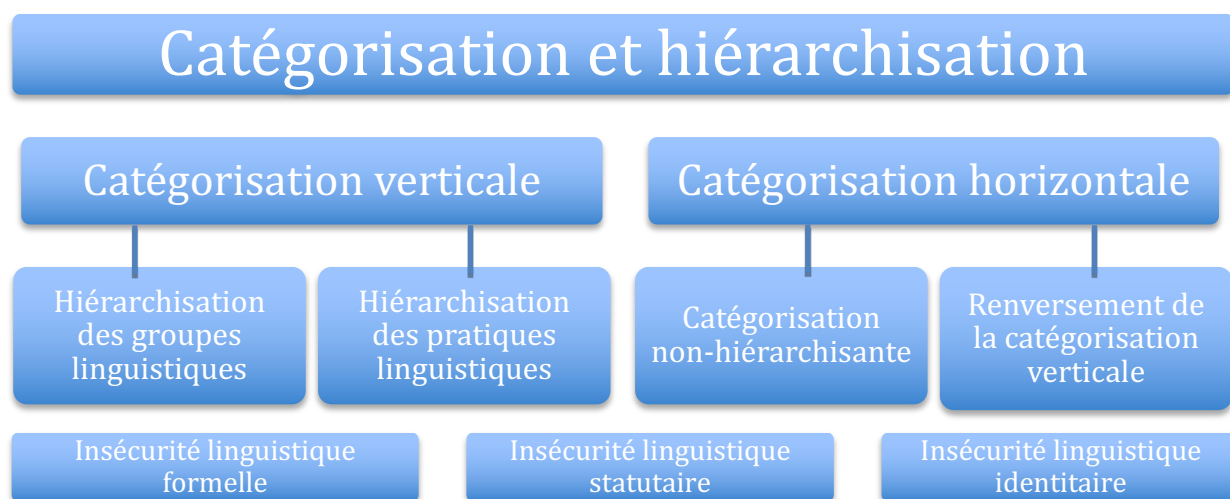 Catégorisation et hiérarchisation
Catégorisation verticale
Catégorisation horizontale
Hiérarchisation
des groupes
linguistiques
Hiérarchisation
des pratiques
linguistiques
Catégorisation
non-hiérarchisante
Renversement de
la catégorisation
verticale
Insécurité linguistique
formelle
Insécurité linguistique
statutaire
Insécurité linguistique
identitaire